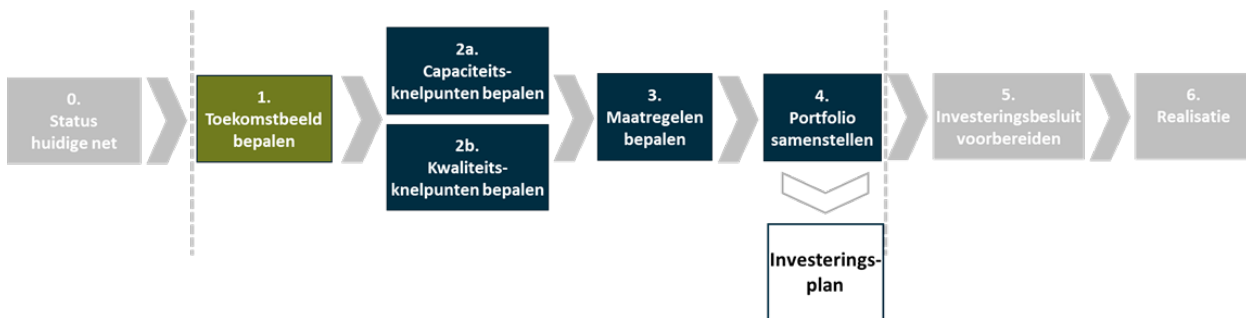 0.
Status
huidige net
1.
Toekomstbeeld
bepalen
2a.
Capaciteits-
knelpunten bepalen
2b.
Kwaliteits-
knelpunten bepalen
3.
Maatregelen
bepalen
4.
Portfolio
samenstellen
Investerings-
plan
5.
Investeringsbesluit
voorbereiden
6.
Realisatie